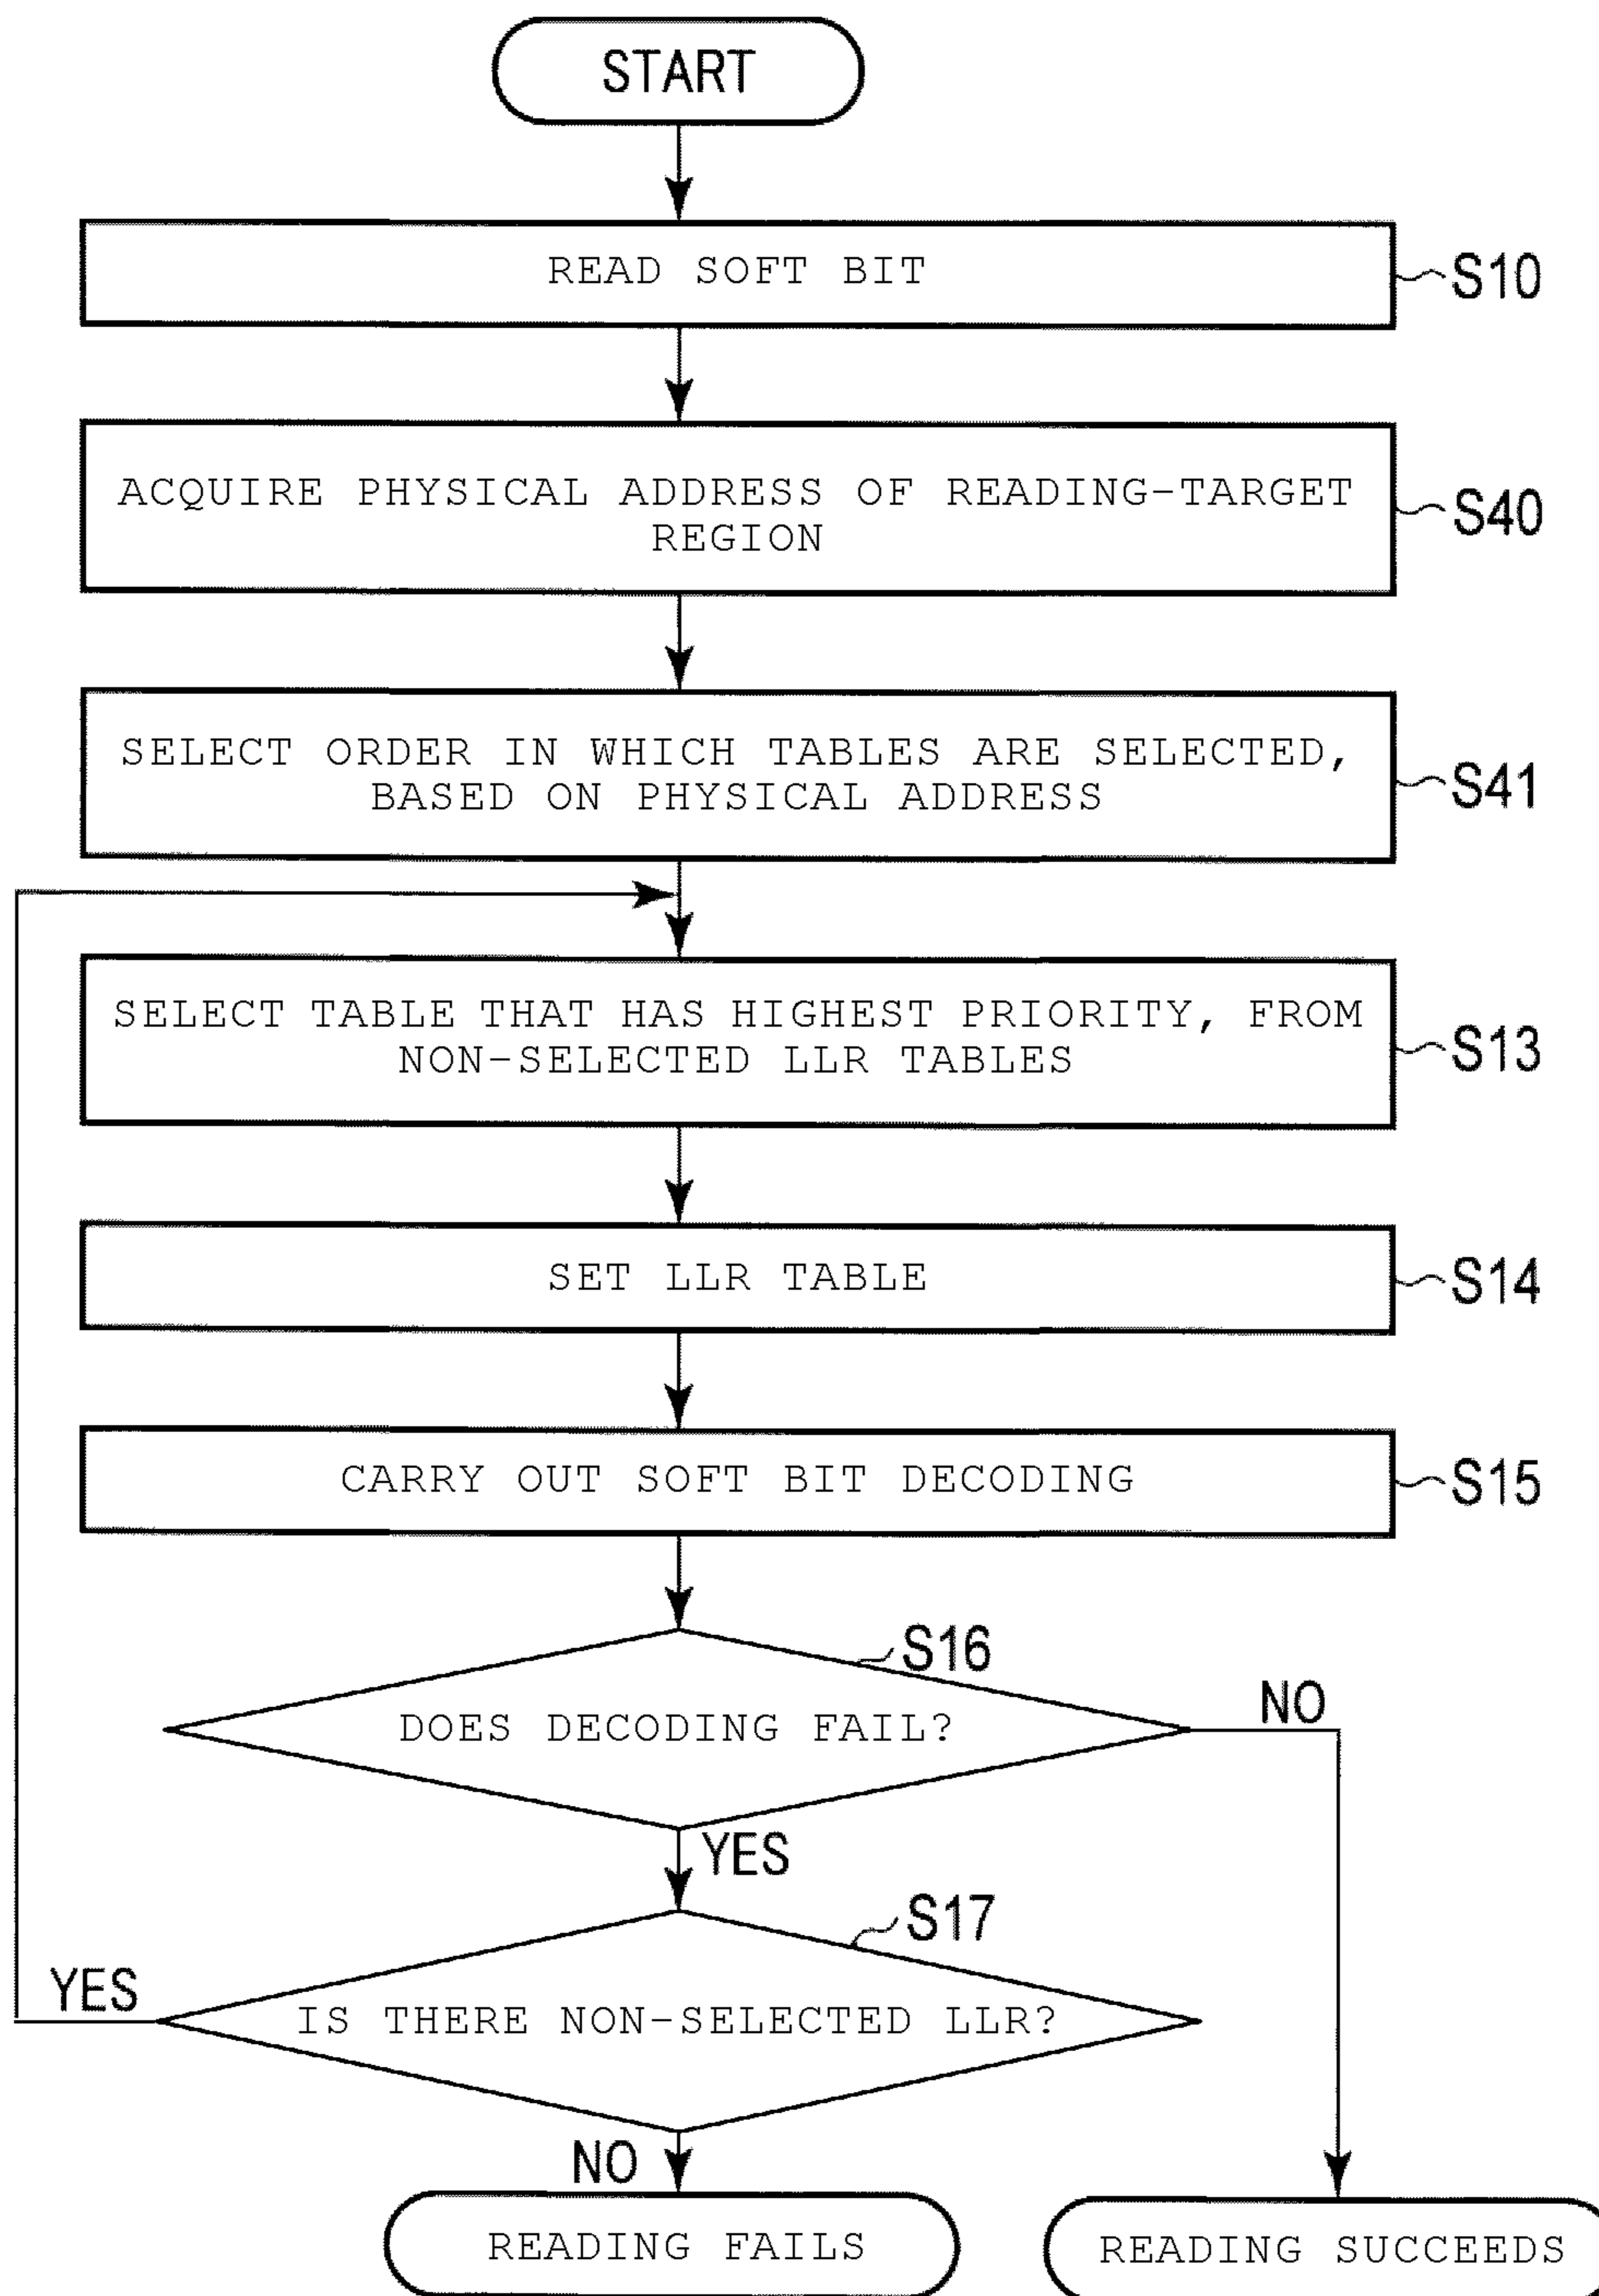 START
READ SOFT BIT
S10
ACQUIRE PHYSICAL ADDRESS OF READING-TARGET
REGION
S40
SELECT ORDER IN WHICH TABLES ARE SELECTED,
BASED ON PHYSICAL ADDRESS
S41
SELECT TABLE THAT HAS HIGHEST PRIORITY, FROM
NON-SELECTED LLR TABLES
S13
SET LLR TABLE
S14
CARRY OUT SOFT BIT DECODING
S15
S16
DOES DECODING FAIL?
NO
YES
S17
YES
IS THERE NON-SELECTED LLR?
NO
READING FAILS
READING SUCCEEDS